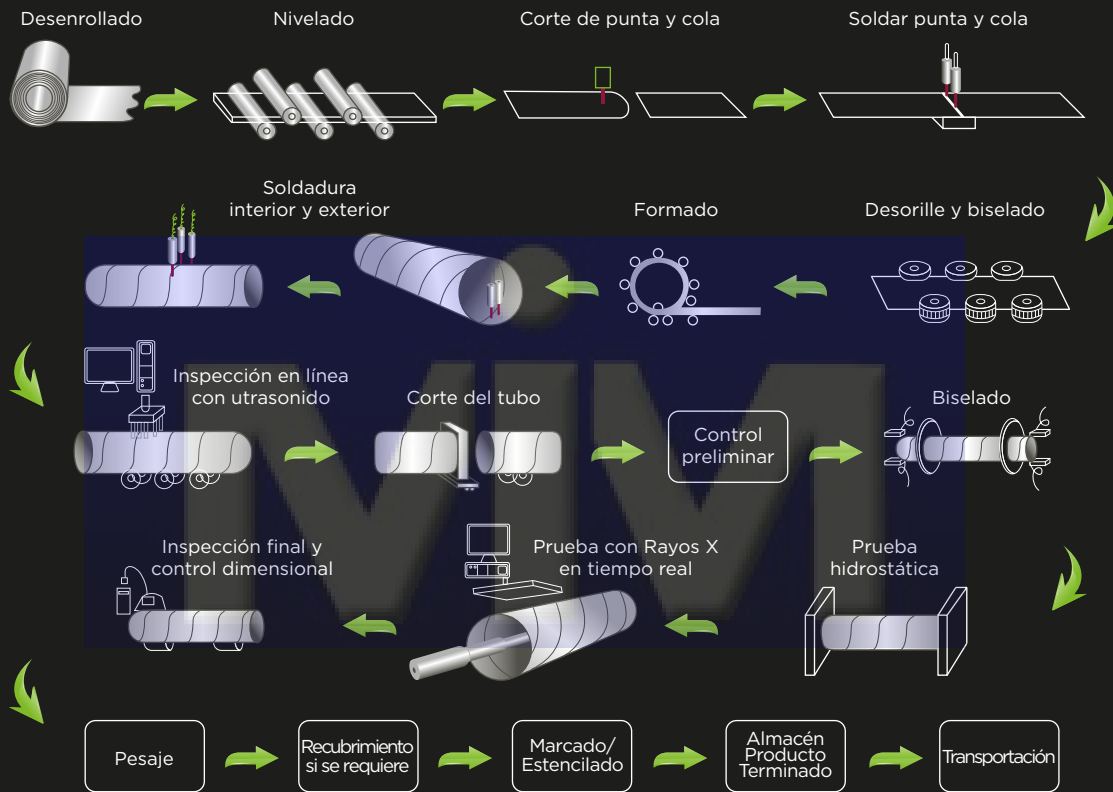 Desenrollado
Nivelado
Corte de punta y cola
Soldar punta y cola
Desorille y biselado
Formado
Soldadura
interior y exterior
Inspección en línea
con utrasonido
Corte del tubo
Control
preliminar
Biselado
Prueba
hidrostática
Prueba con Rayos X
en tiempo real
Inspección final y
control dimensional
Pesaje
Recubrimiento
si se requiere
Marcado/
Estencilado
Almacén
Producto
Terminado
Transportación
MiM